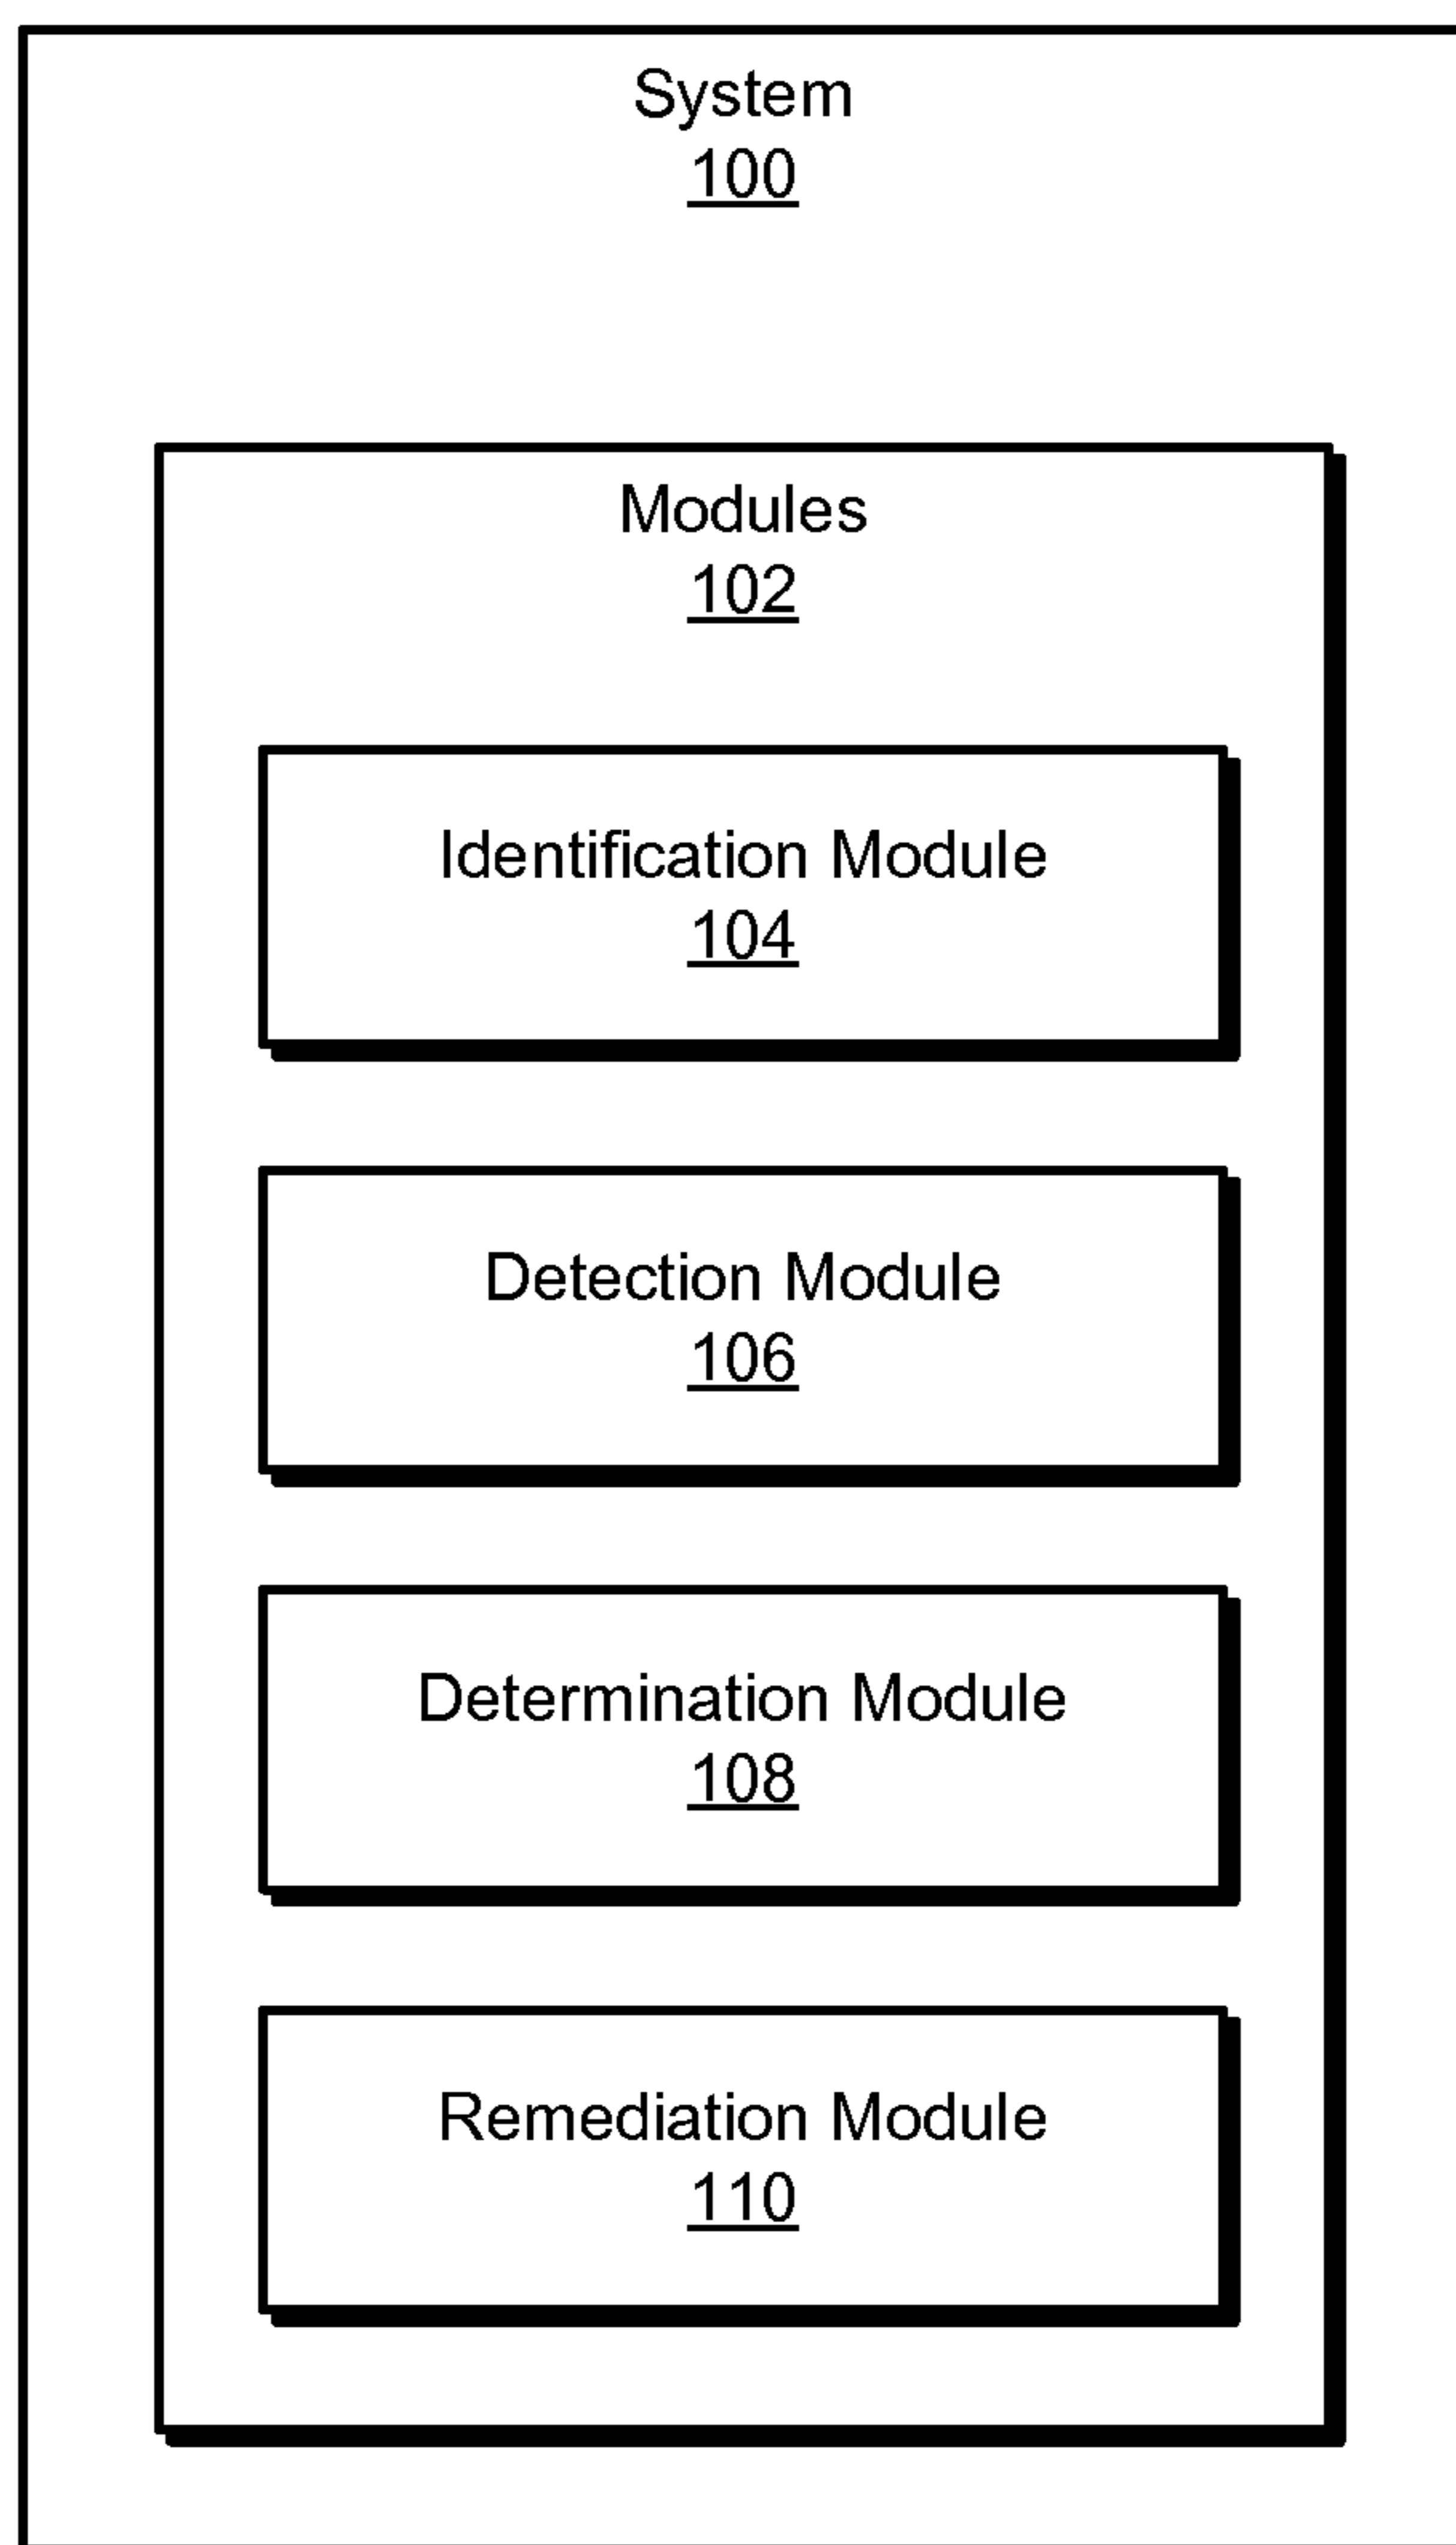 System
100
Modules
102
Identification Module
104
Detection Module
106
Determination Module
108
Remediation Module
110